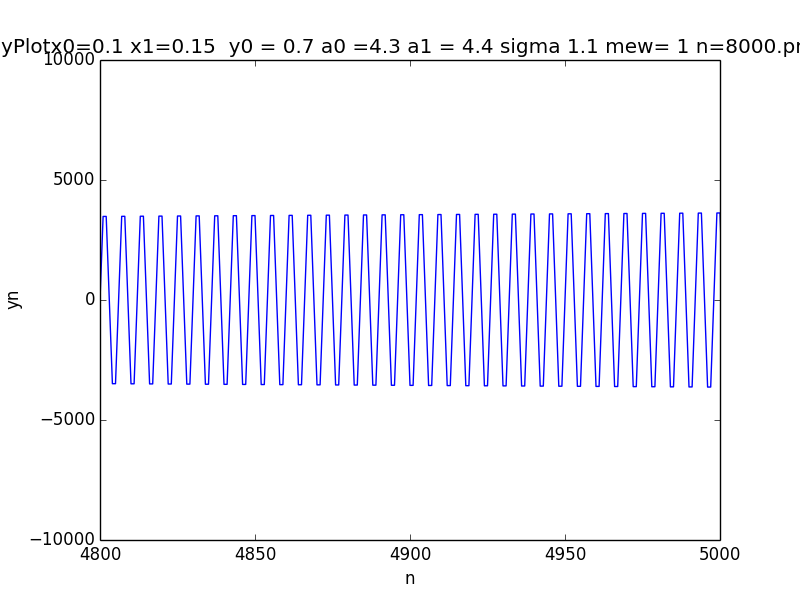 yPlotx0=0.1 x1=0.15  y0 = 0.7 a0 =4.3 a1 = 4.4 sigma 1.1 mew= 1 n=8000.pn
10000
5000
0
−5000
−10000
yn
4800 4850 4900 4950 5000
n